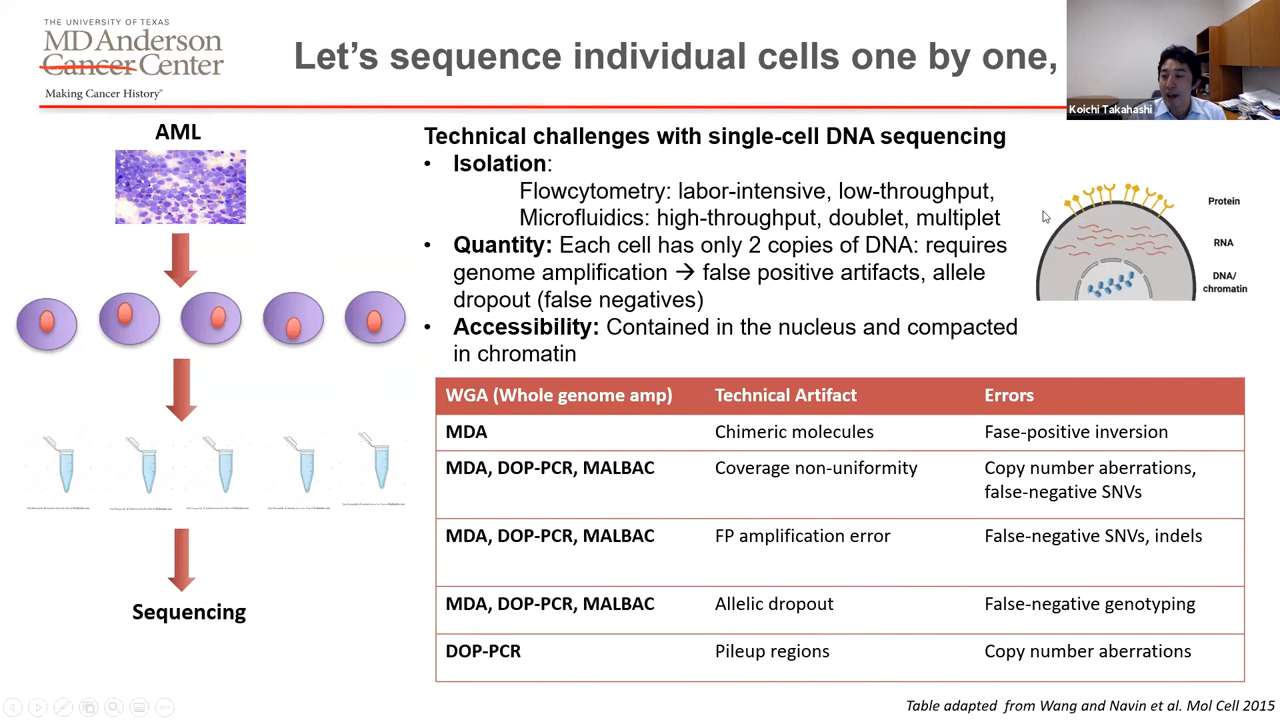 THE UNIVERSITY OF TEXAS
MD Anderson
Cancer Center
Making Cancer History®
Let's sequence individual cells one by one,
Koichi Takahashi
AML
Sequencing
Technical challenges with single-cell DNA sequencing
• Isolation:
Flowcytometry: labor-intensive, low-throughput,
Microfluidics: high-throughput, doublet, multiplet
• Quantity: Each cell has only 2 copies of DNA: requires
genome amplification → false positive artifacts, allele
dropout (false negatives)
• Accessibility: Contained in the nucleus and compacted
in chromatin
Protein
RNA
DNA/
chromatin
WGA (Whole genome amp) Technical Artifact Errors
MDA Chimeric molecules Fase-positive inversion
MDA, DOP-PCR, MALBAC Coverage non-uniformity Copy number aberrations,
false-negative SNVs
MDA, DOP-PCR, MALBAC FP amplification error False-negative SNVs, indels
MDA, DOP-PCR, MALBAC Allelic dropout False-negative genotyping
DOP-PCR Pileup regions Copy number aberrations
Table adapted from Wang and Navin et al. Mol Cell 2015